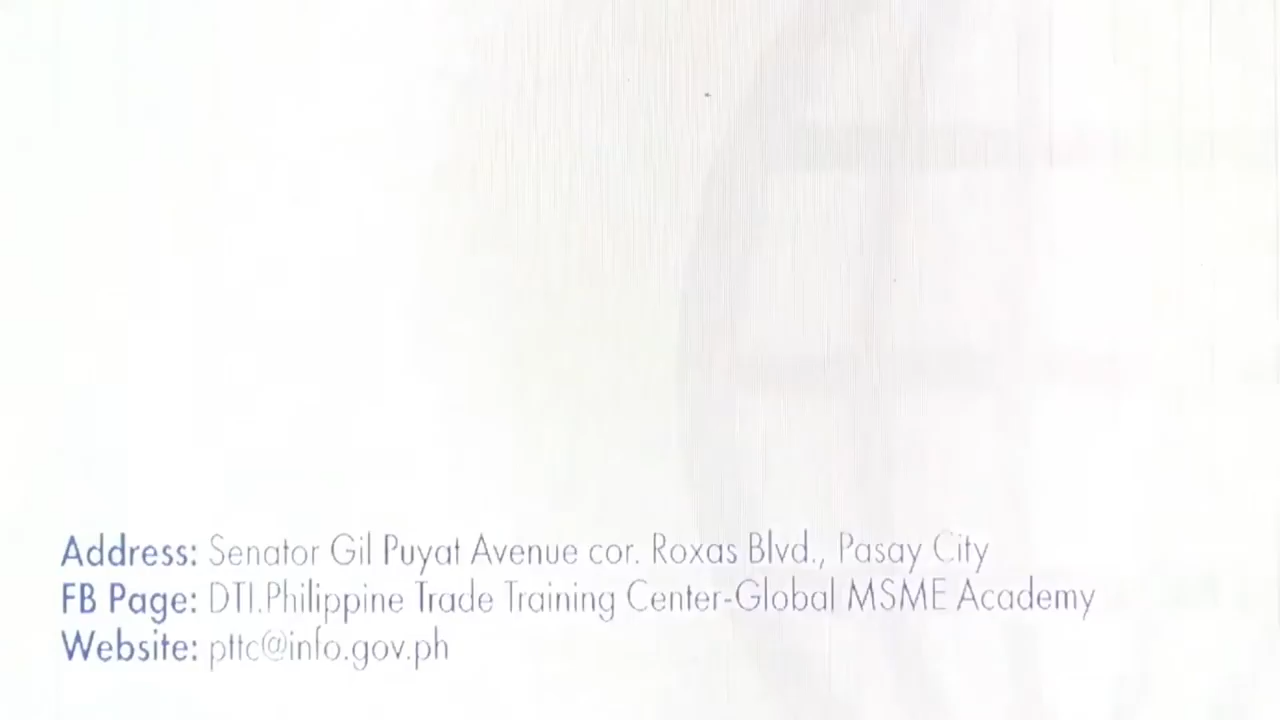 Address: Senator Gil Puyat Avenue cor. Roxas Blvd., Pasay City
FB Page: DTI.Philippine Trade Training Center-Global MSME Academy
Website: pttc@info.gov.ph